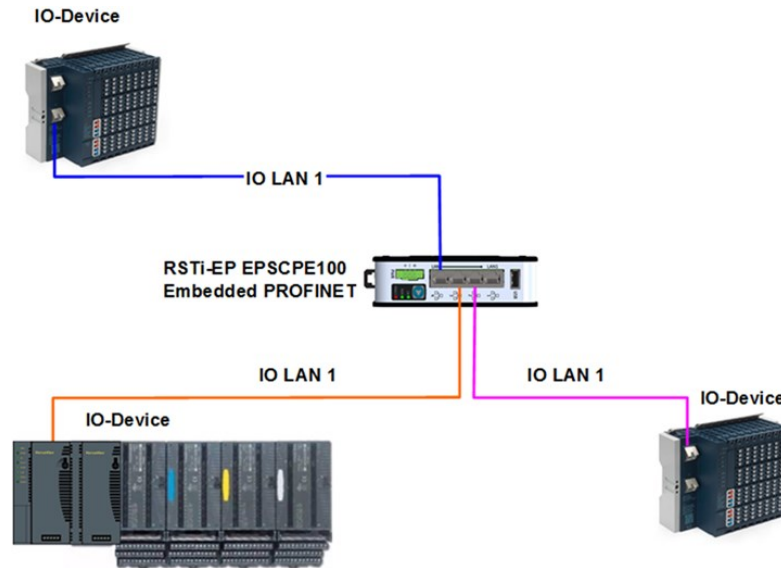 IO-Device
IO LAN 1
RSTi-EP EPSCPE100
Embedded PROFINET
IO LAN 1
IO LAN 1
IO-Device
IO-Device